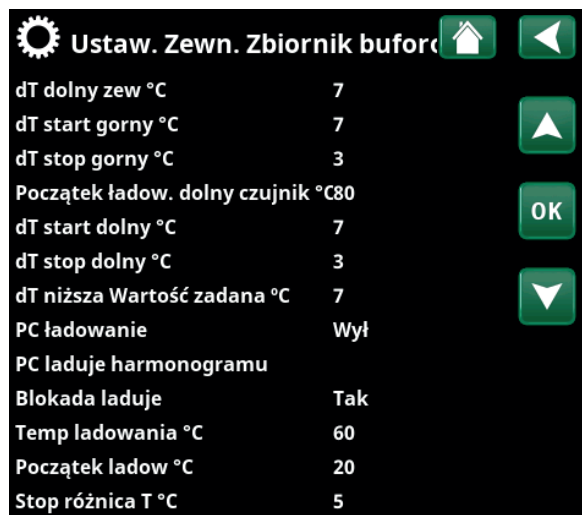 Ustaw. Zewn. Zbiornik buforo
dT dolny zew °C 7
dT start gorny °C 7
dT stop gorny °C 3
Początek ładow. dolny czujnik °C80
dT start dolny °C 7
dT stop dolny °C 3
dT niższa Wartość zadana ºC 7
PC ładowanie Wył
PC laduje harmonogramu
Blokada laduje Tak
Temp ladowania °C 60
Początek ladow °C 20
Stop różnica T °C 5
OK